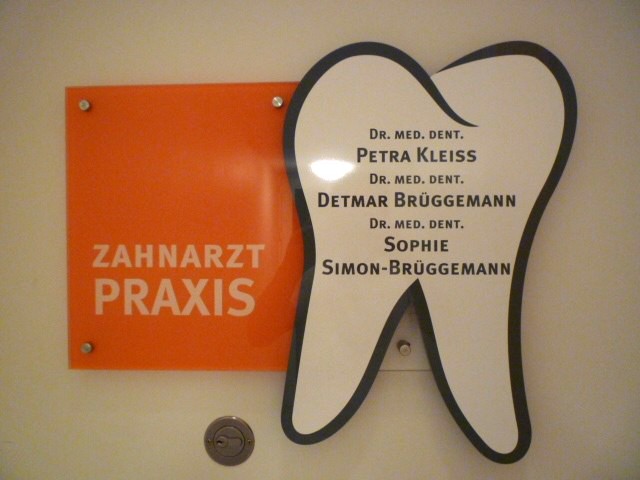 ZAHNARZT
PRAXIS
DR. MED. DENT.
PETRA KLEISS
DR. MED. DENT.
DETMAR BRÜGGEMANN
DR. MED. DENT.
SOPHIE
SIMON-BRÜGGEMANN